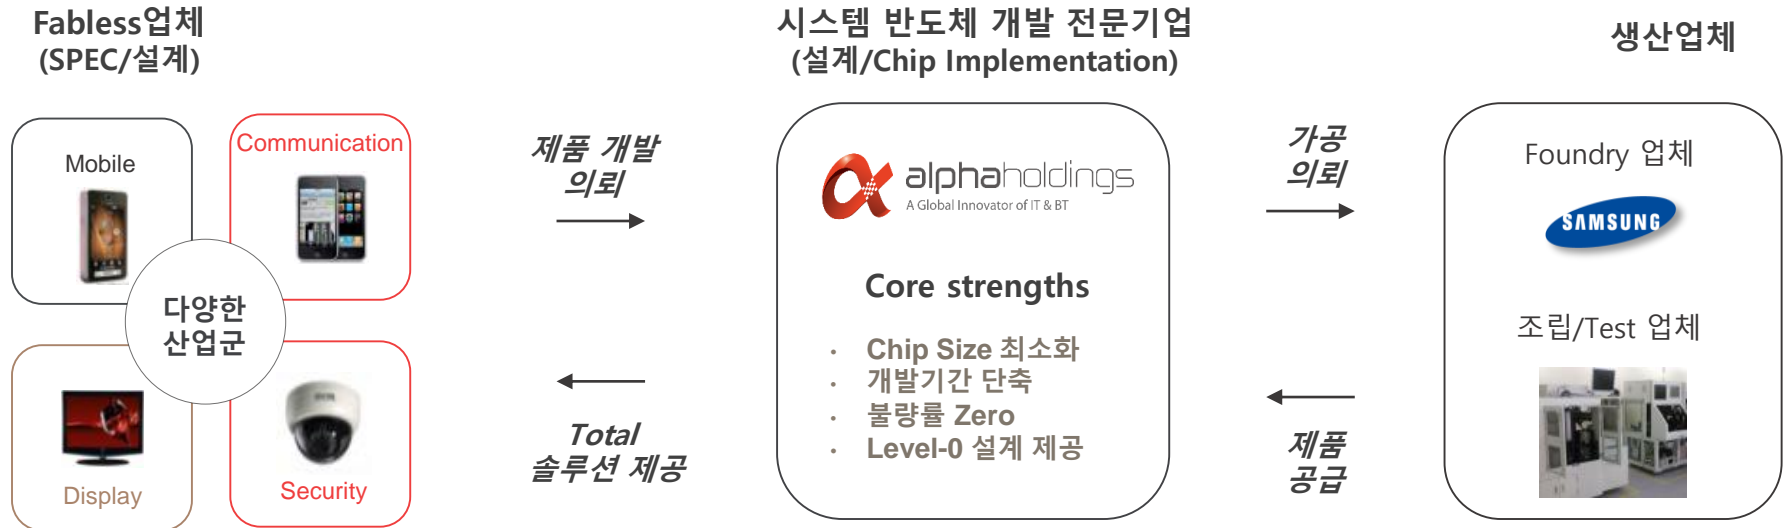 Fabless업체
(SPEC/설계)
시스템 반도체 개발 전문기업
(설계/Chip Implementation)
생산업체
Mobile
Communication
다양한
산업군
Display
Security
제품 개발
의뢰
Total
솔루션 제공
alphaholdings
A Global Innovator of IT & BT
Core strengths
· Chip Size 최소화
· 개발기간 단축
· 불량률 Zero
· Level-0 설계 제공
가공
의뢰
제품
공급
Foundry 업체
SAMSUNG
조립/Test 업체